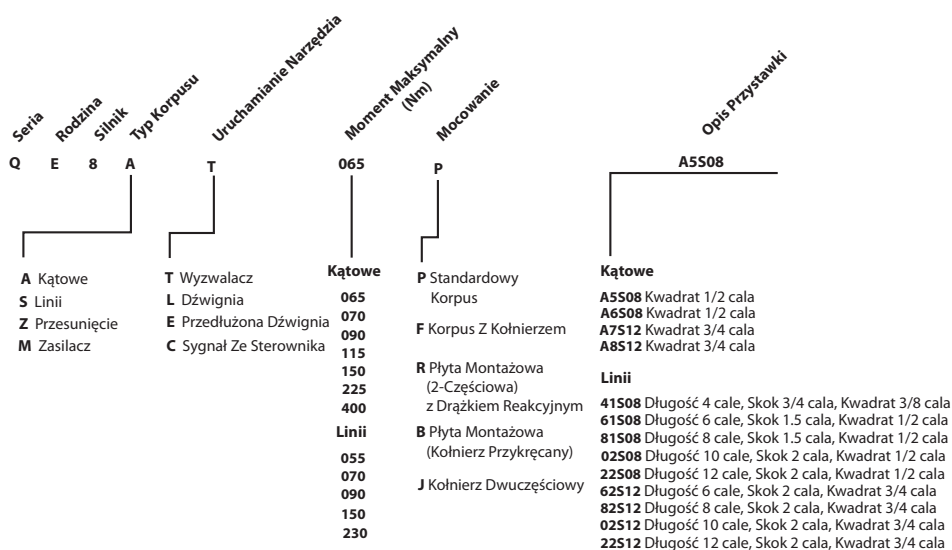 Seria
Rodzina
Silnik
Typ Korpusu
Uruchamianie Narzędzia
Moment Maksymalny
(Nm)
Mocowanie
Opis Przystawki
Q E 8 A T 065 P A5S08
A Kątowe
S Linii
Z Przesunięcie
M Zasilacz
T Wyzwalacz
L Dźwignia
E Przedłużona Dźwignia
C Sygnał Ze Sterownika
Kątowe
065
070
090
115
150
225
400
Linii
055
070
090
150
230
P Standardowy
Korpus
F Korpus Z Kołnierzem
R Płyta Montażowa
(2-Częściowa)
z Drążkiem Reakcyjnym
B Płyta Montażowa
(Kołnierz Przykręcany)
J Kołnierz Dwuczęściowy
Kątowe
A5S08 Kwadrat 1/2 cala
A6S08 Kwadrat 1/2 cala
A7S12 Kwadrat 3/4 cala
A8S12 Kwadrat 3/4 cala
Linii
41S08 Długość 4 cale, Skok 3/4 cala, Kwadrat 3/8 cala
61S08 Długość 6 cale, Skok 1.5 cala, Kwadrat 1/2 cala
81S08 Długość 8 cale, Skok 1.5 cala, Kwadrat 1/2 cala
02S08 Długość 10 cale, Skok 2 cala, Kwadrat 1/2 cala
22S08 Długość 12 cale, Skok 2 cala, Kwadrat 1/2 cala
62S12 Długość 6 cale, Skok 2 cala, Kwadrat 3/4 cala
82S12 Długość 8 cale, Skok 2 cala, Kwadrat 3/4 cala
02S12 Długość 10 cale, Skok 2 cala, Kwadrat 3/4 cala
22S12 Długość 12 cale, Skok 2 cala, Kwadrat 3/4 cala